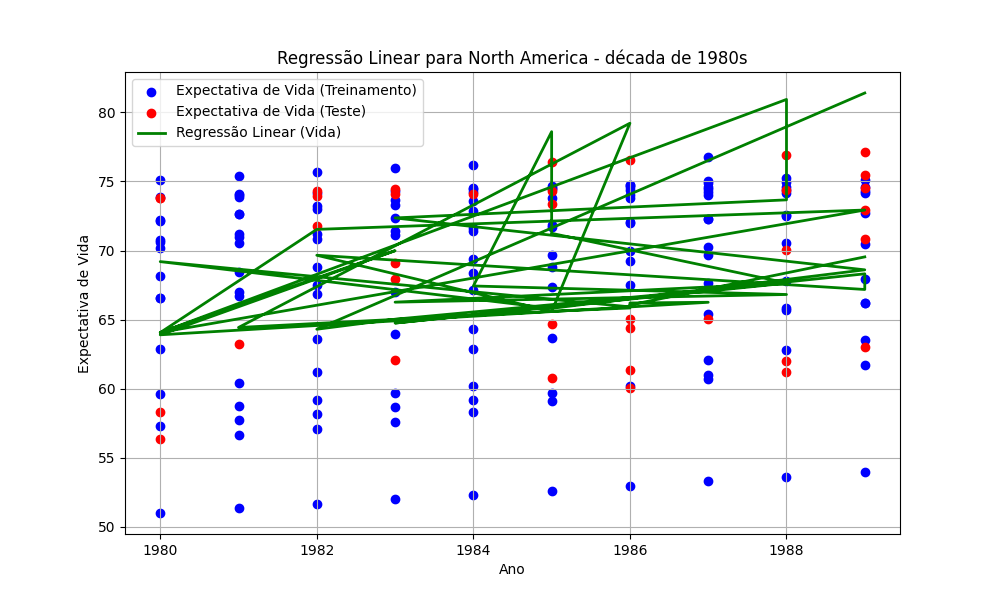 Regressão Linear para North America - década de 1980s
Expectativa de Vida (Treinamento)
Expectativa de Vida (Teste)
Regressão Linear (Vida)
Expectativa de Vida
80
75
70
65
60
55
50
1980
1982
1984
1986
1988
Ano